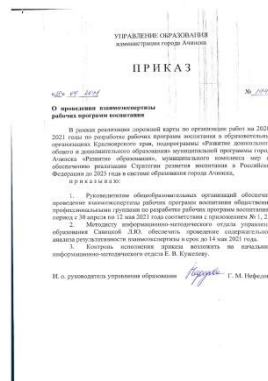 УПРАВЛЕНИЕ ОБРАЗОВАНИЯ
администрации города Ачинска
П Р И К А З
О проведении взаимоэкспертизы
рабочих программ воспитания
В рамках реализации дорожной карты по организации работ на 2020
2021 годы по разработке рабочих программ воспитания в образовательных
организациях Красноярского края, подпрограммы «Развитие дошкольного
общего и дополнительного образования» муниципальной программы города
Ачинска «Развитие образования», муниципального комплекса мер
обеспечению реализации Стратегии развития воспитания в Российской
Федерации до 2025 года в системе образования города Ачинска,
п р и к а з ы в а ю:
1. Руководителям общеобразовательных организаций обеспечить
проведение взаимоэкспертизы рабочих программ воспитания общественно
профессиональными группами по разработке рабочих программ воспитания
период с 30 апреля по 12 мая 2021 года соответствии с приложением № 1, 2.
2. Методисту информационно-методического отдела управления
образования Савицкой Л.Ю. обеспечить проведение содержательного
анализа результативности взаимоэкспертизы в срок до 14 мая 2021 года.
3. Контроль исполнения приказа возложить на начальника
информационно-методического отдела Е. В. Кужелеву.
И. о. руководитель управления образования Г. М. Нефедова